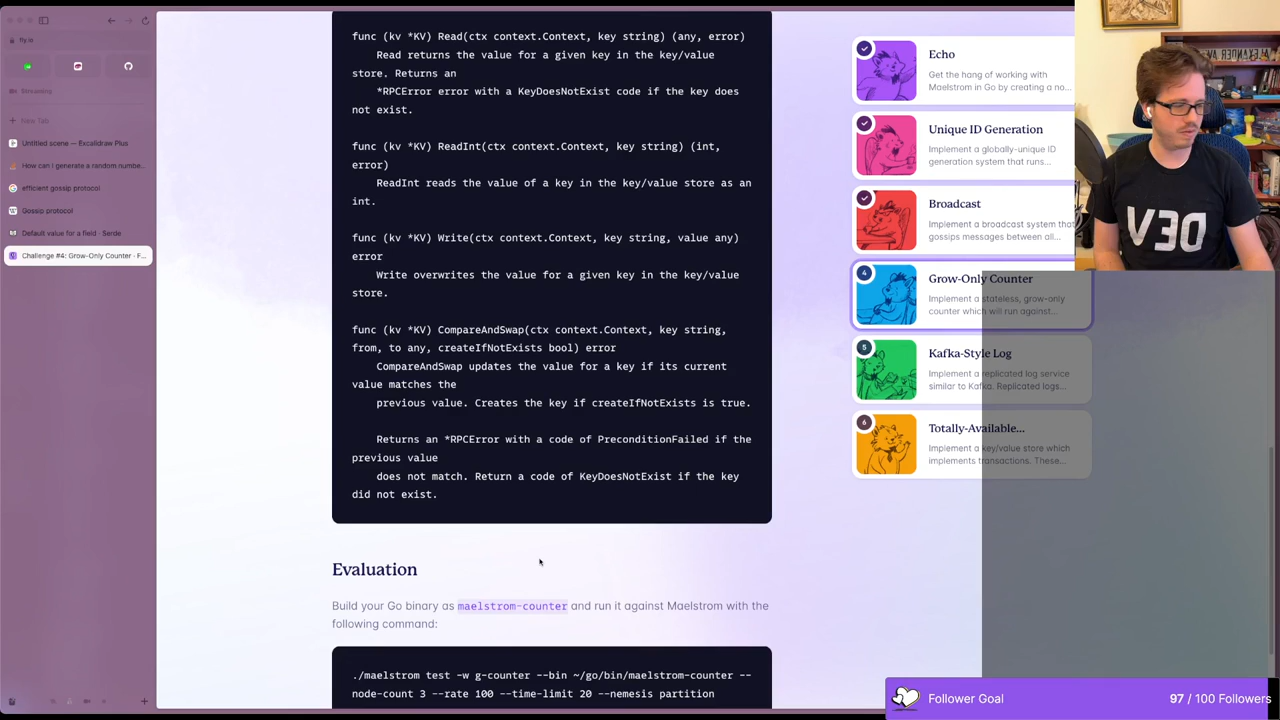 fly.io
Streaming
New Tab
Untitled scene — Excalidraw Plus
How can i generate a random numbe...
efficient gossip protocol
Gossip protocol
Default value for a field - Serde
Challenge #4: Grow-Only Counter · F...
func (kv *KV) Read(ctx context.Context, key string) (any, error)
Read returns the value for a given key in the key/value
store. Returns an
*RPCError error with a KeyDoesNotExist code if the key does
not exist.
func (kv *KV) ReadInt(ctx context.Context, key string) (int,
error)
ReadInt reads the value of a key in the key/value store as an
int.
func (kv *KV) Write(ctx context.Context, key string, value any)
error
Write overwrites the value for a given key in the key/value
store.
func (kv *KV) CompareAndSwap(ctx context.Context, key string,
from, to any, createIfNotExists bool) error
CompareAndSwap updates the value for a key if its current
value matches the
previous value. Creates the key if createIfNotExists is true.
Returns an *RPCError with a code of PreconditionFailed if the
previous value
does not match. Return a code of KeyDoesNotExist if the key
did not exist.
Evaluation
Build your Go binary as maelstrom-counter and run it against Maelstrom with the
following command:
./maelstrom test -w g-counter --bin ~/go/bin/maelstrom-counter --
node-count 3 --rate 100 --time-limit 20 --nemesis partition
Echo
Get the hang of working with
Maelstrom in Go by creating a no...
Unique ID Generation
Implement a globally-unique ID
generation system that runs...
Broadcast
Implement a broadcast system that
gossips messages between all...
4
Grow-Only Counter
Implement a stateless, grow-only
counter which will run against...
5
Kafka-Style Log
Implement a replicated log service
similar to Kafka. Replicated logs...
6
Totally-Available...
Implement a key/value store which
implements transactions. These...
DEV
Follower Goal
97 / 100 Followers